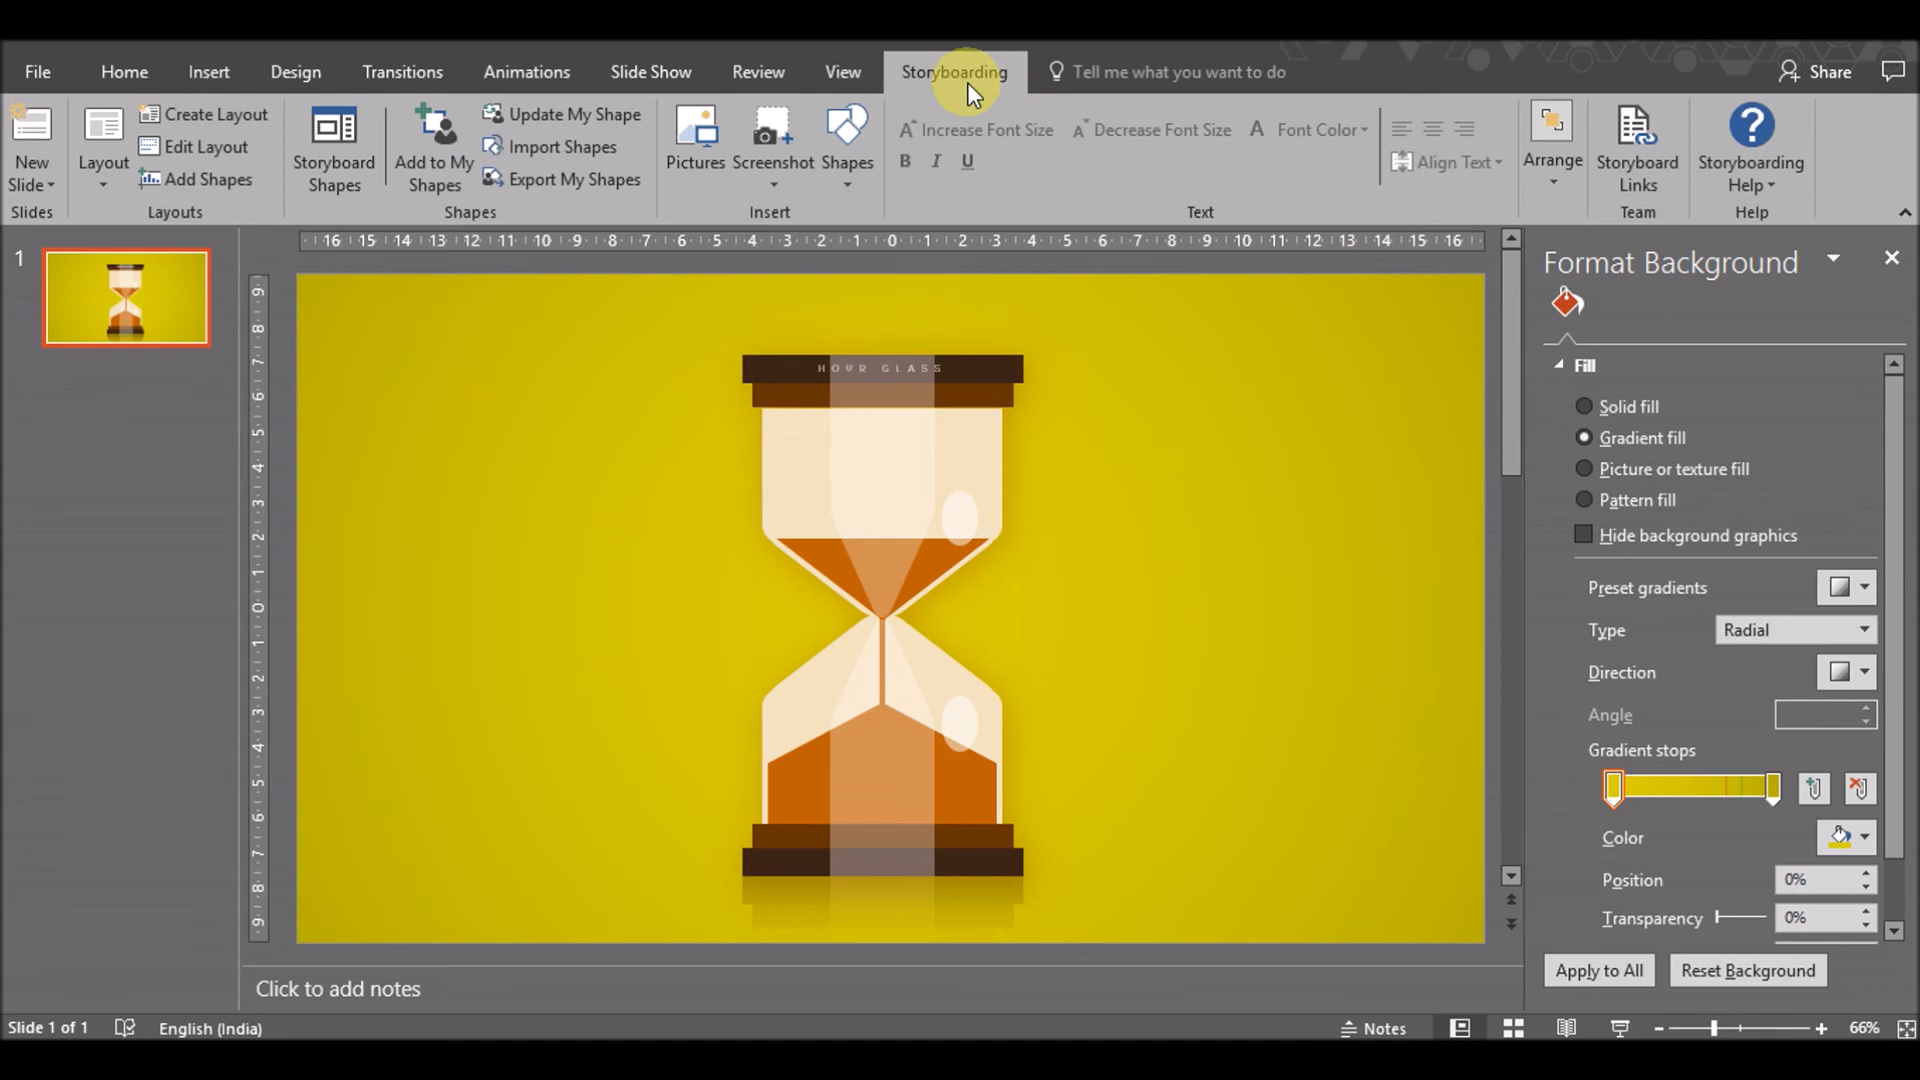 File Home Insert Design Transitions Animations Slide Show Review View Storyboarding Tell me what you want to do Share
New Slide
Layout
Create Layout
Edit Layout
Add Shapes
Storyboard Shapes
Add to My Shapes
Update My Shape
Import Shapes
Export My Shapes
Pictures
Screenshot
Shapes
Increase Font Size Decrease Font Size A Font Color
B I U
Align Text
Arrange
Storyboard Links
Storyboarding Help
Slides Layouts Shapes Insert Text Team Help
16 15 14 13 12 11 10 9 8 7 6 5 4 3 2 1 0 1 2 3 4 5 6 7 8 9 10 11 12 13 14 15 16
9 8 7 6 5 4 3 2 1 0 1 2 3 4 5 6 7 8 9
1
HOVR GLASS
Format Background
Fill
Solid fill
Gradient fill
Picture or texture fill
Pattern fill
Hide background graphics
Preset gradients
Type Radial
Direction
Angle
Gradient stops
Color
Position 0%
Transparency 0%
Apply to All Reset Background
Click to add notes
Slide 1 of 1 English (India) Notes 66%